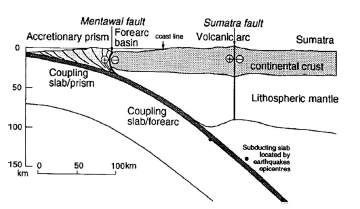 Mentawai fault
Sumatra fault
Accretionary prism
Forearc
basin
coast line
Volcanic arc
Sumatra
0
continental crust
Coupling
slab/prism
50
Lithospheric mantle
Coupling
slab/forearc
100
Subducting slab
located by
earthquakes
epicentres
150
km
0 50 100km